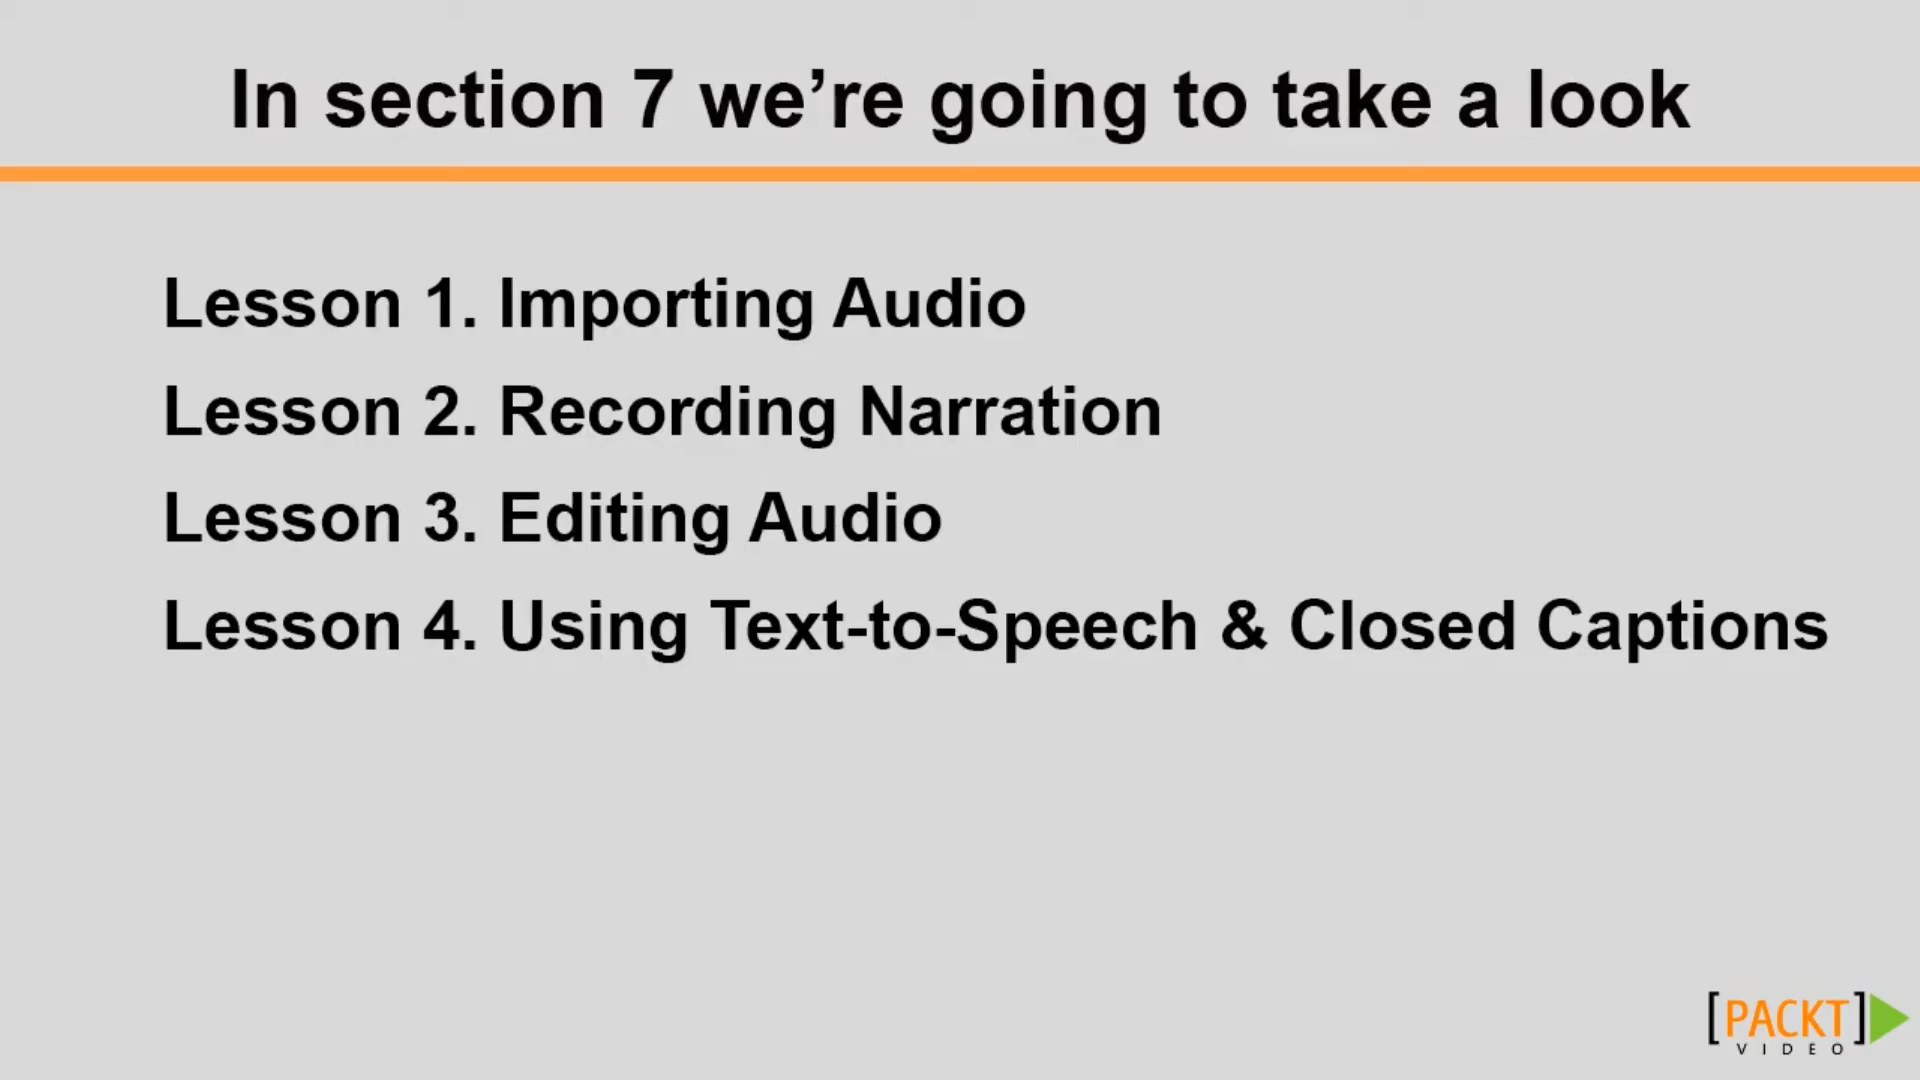 In section 7 we’re going to take a look
Lesson 1. Importing Audio
Lesson 2. Recording Narration
Lesson 3. Editing Audio
Lesson 4. Using Text-to-Speech & Closed Captions
[PACKT]
VIDEO